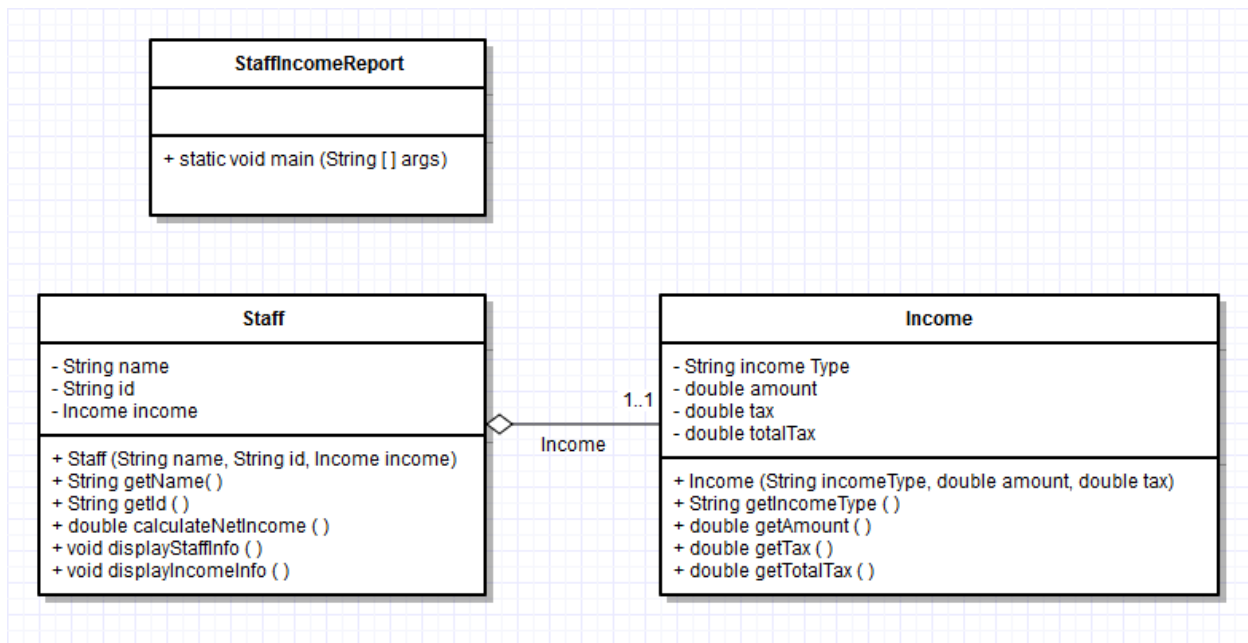 StaffIncomeReport
+ static void main (String [ ] args)
Staff
- String name
- String id
- Income income
+ Staff (String name, String id, Income income)
+ String getName( )
+ String getId ( )
+ double calculateNetIncome ( )
+ void displayStaffInfo ( )
+ void displayIncomeInfo ( )
1..1
Income
Income
- String income Type
- double amount
- double tax
- double totalTax
+ Income (String incomeType, double amount, double tax)
+ String getIncomeType ( )
+ double getAmount ( )
+ double getTax ( )
+ double getTotalTax ( )